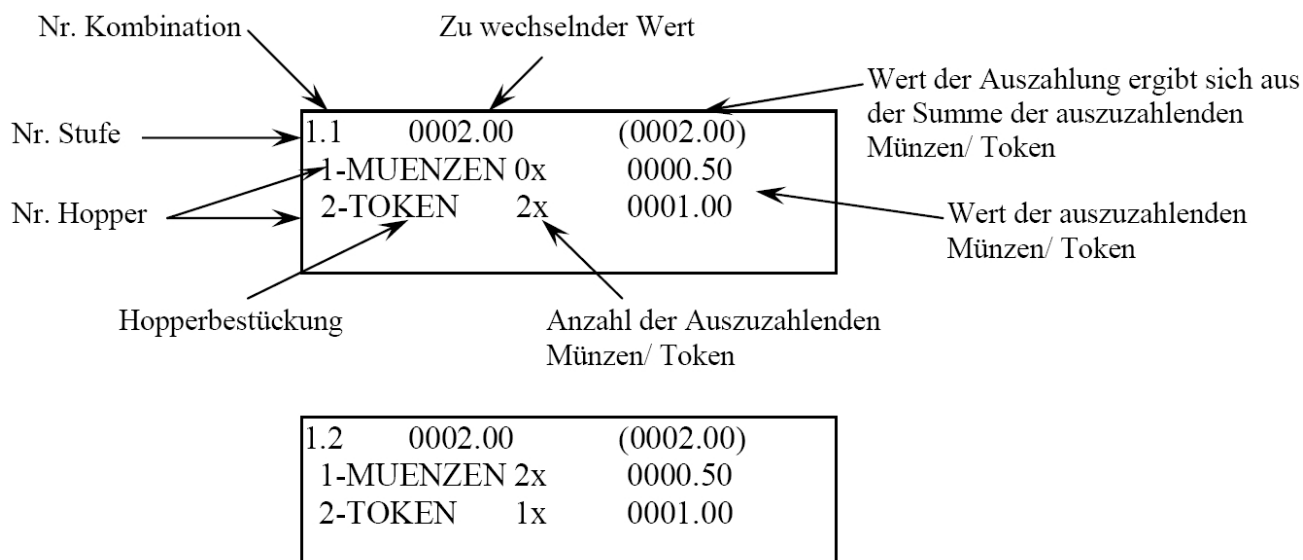 Nr. Kombination
Zu wechselnder Wert
Wert der Auszahlung ergibt sich aus
der Summe der auszuzahlenden
Münzen/ Token
Nr. Stufe
1.1 0002.00 (0002.00)
1-MUENZEN 0x 0000.50
Nr. Hopper
2-TOKEN 2x 0001.00
Wert der auszuzahlenden
Münzen/ Token
Hopperbestückung
Anzahl der Auszuzahlenden
Münzen/ Token
1.2 0002.00 (0002.00)
1-MUENZEN 2x 0000.50
2-TOKEN 1x 0001.00